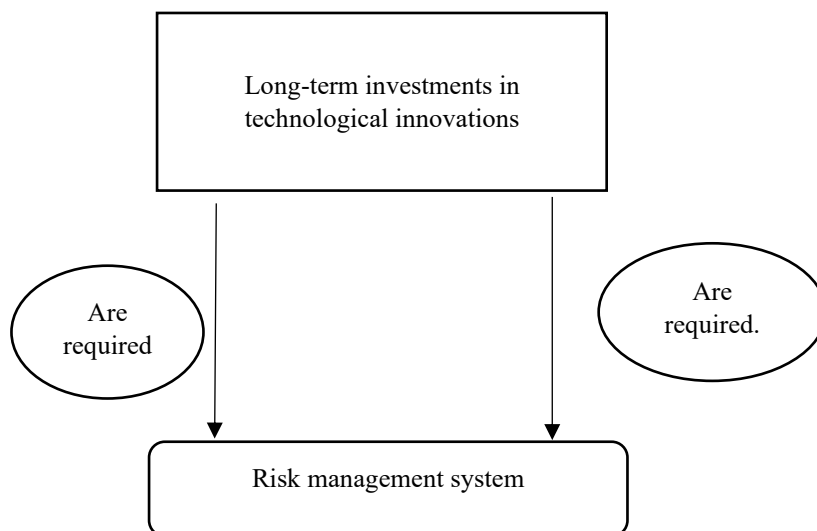 Long-term investments in
technological innovations
Are
required
Are
required.
Risk management system